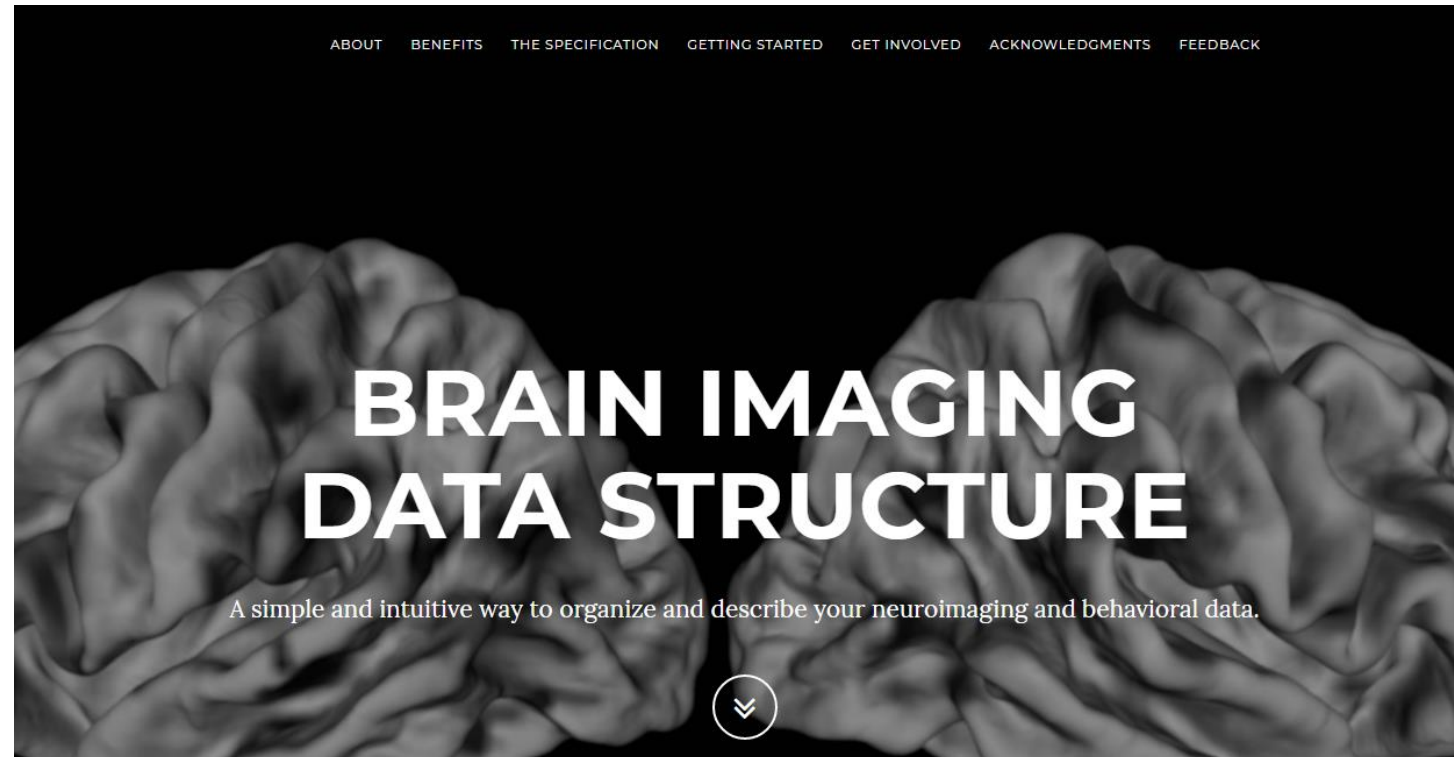 ABOUT BENEFITS THE SPECIFICATION GETTING STARTED GET INVOLVED ACKNOWLEDGMENTS FEEDBACK
BRAIN IMAGING
DATA STRUCTURE
A simple and intuitive way to organize and describe your neuroimaging and behavioral data.